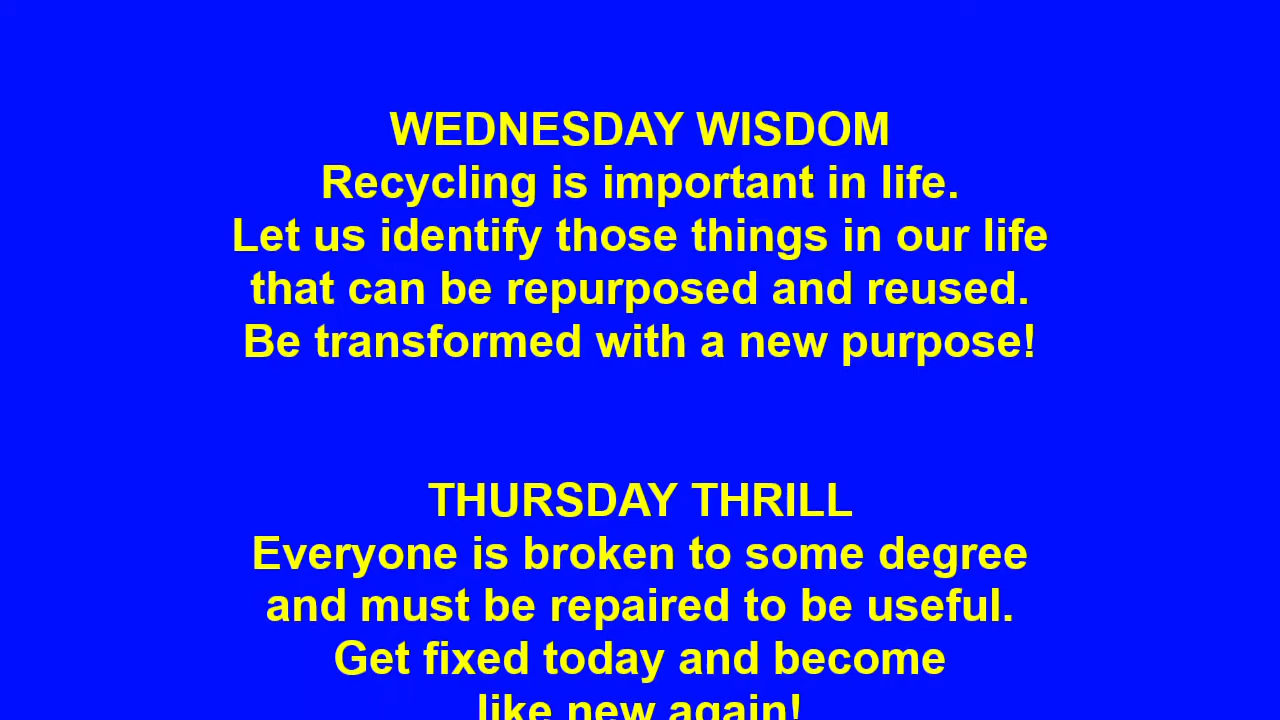 WEDNESDAY WISDOM
Recycling is important in life.
Let us identify those things in our life
that can be repurposed and reused.
Be transformed with a new purpose!
THURSDAY THRILL
Everyone is broken to some degree
and must be repaired to be useful.
Get fixed today and become
like new again!